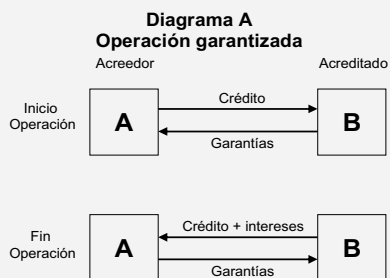 Diagrama A
Operación garantizada
Acreedor
Acreditado
Inicio
Operación
A
Crédito
Garantías
B
Fin
Operación
A
Crédito + intereses
Garantías
B